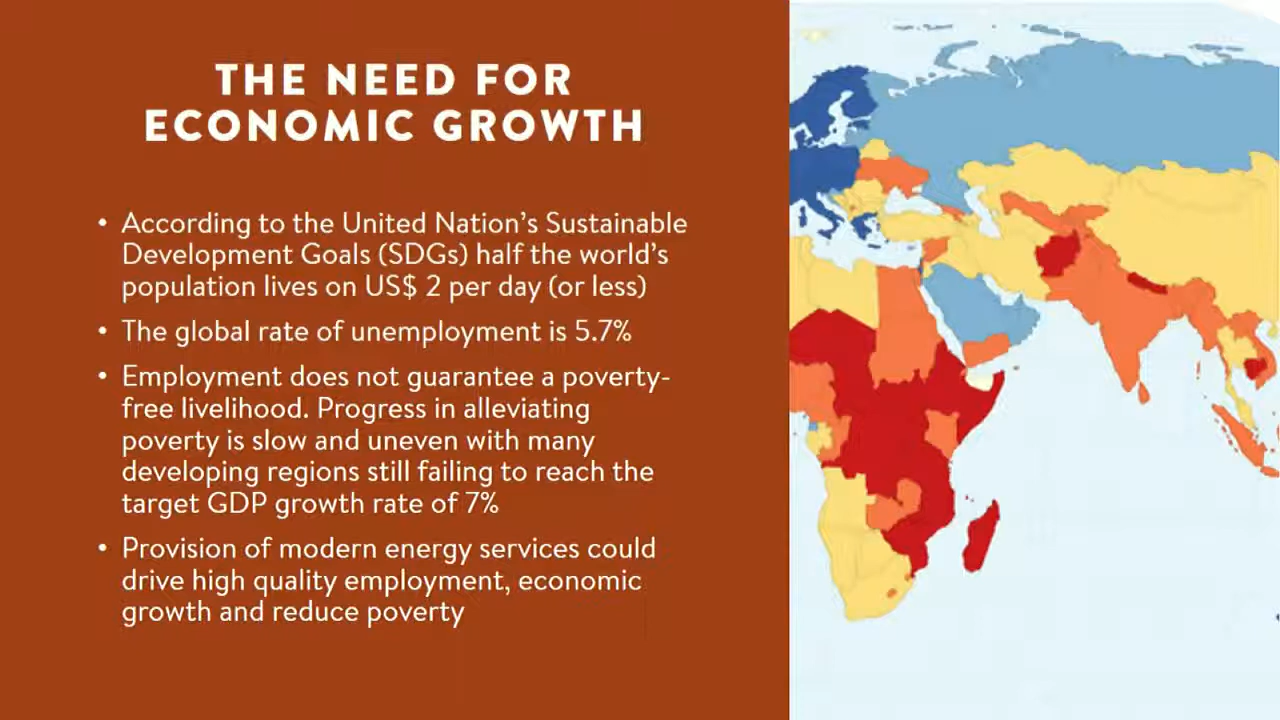 THE NEED FOR
ECONOMIC GROWTH
• According to the United Nation's Sustainable
Development Goals (SDGs) half the world's
population lives on US$ 2 per day (or less)
• The global rate of unemployment is 5.7%
• Employment does not guarantee a poverty-
free livelihood. Progress in alleviating
poverty is slow and uneven with many
developing regions still failing to reach the
target GDP growth rate of 7%
• Provision of modern energy services could
drive high quality employment, economic
growth and reduce poverty